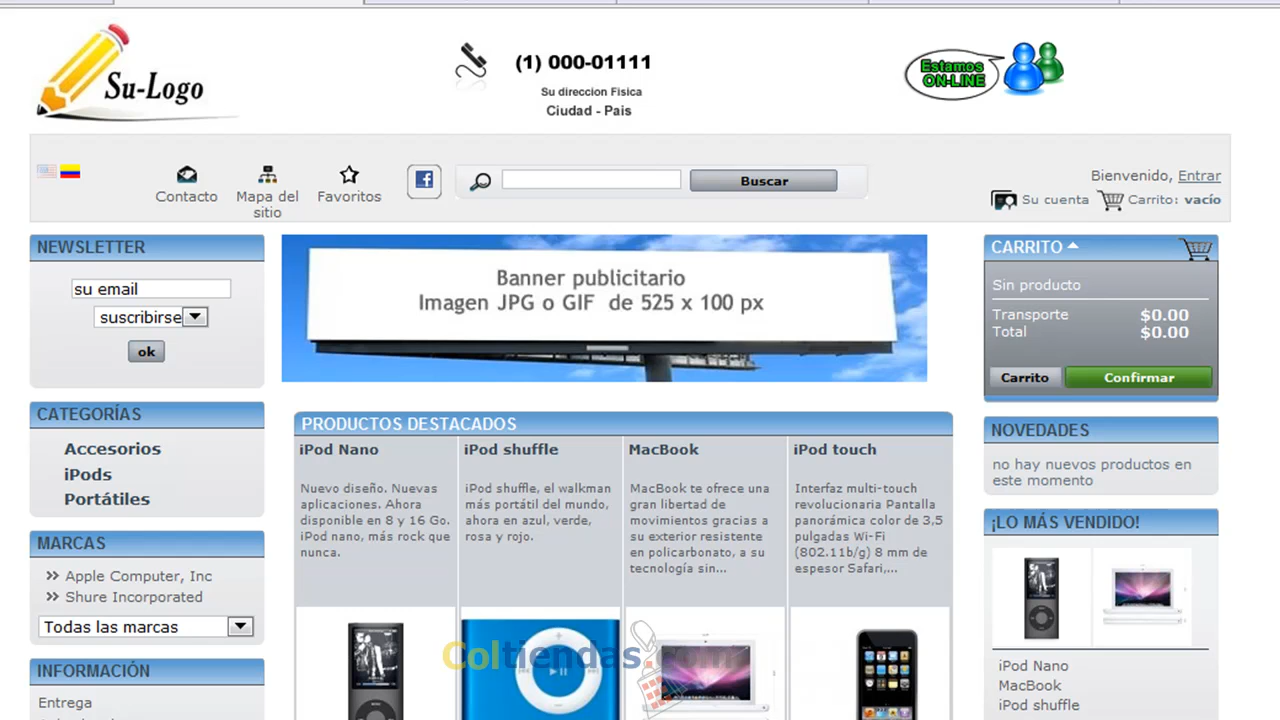 Su-Logo
(1) 000-01111
Su direccion Fisica
Ciudad - Pais
Estamos
ON-LINE
Contacto
Mapa del
sitio
Favoritos
Buscar
Bienvenido, Entrar
Su cuenta
Carrito: vacío
NEWSLETTER
su email
suscribirse
ok
CATEGORÍAS
Accesorios
iPods
Portátiles
MARCAS
Apple Computer, Inc
Shure Incorporated
Todas las marcas
INFORMACIÓN
Entrega
Banner publicitario
Imagen JPG o GIF de 525 x 100 px
PRODUCTOS DESTACADOS
iPod Nano
Nuevo diseño. Nuevas
aplicaciones. Ahora
disponible en 8 y 16 Go.
iPod nano, más rock que
nunca.
iPod shuffle
iPod shuffle, el walkman
más portátil del mundo,
ahora en azul, verde,
rosa y rojo.
MacBook
MacBook te ofrece una
gran libertad de
movimientos gracias a
su exterior resistente
en policarbonato, a su
tecnología sin...
iPod touch
Interfaz multi-touch
revolucionaria Pantalla
panorámica color de 3,5
pulgadas Wi-Fi
(802.11b/g) 8 mm de
espesor Safari,...
Coltiendas.com
CARRITO
Sin producto
Transporte $0.00
Total $0.00
Carrito
Confirmar
NOVEDADES
no hay nuevos productos en
este momento
¡LO MÁS VENDIDO!
iPod Nano
MacBook
iPod shuffle